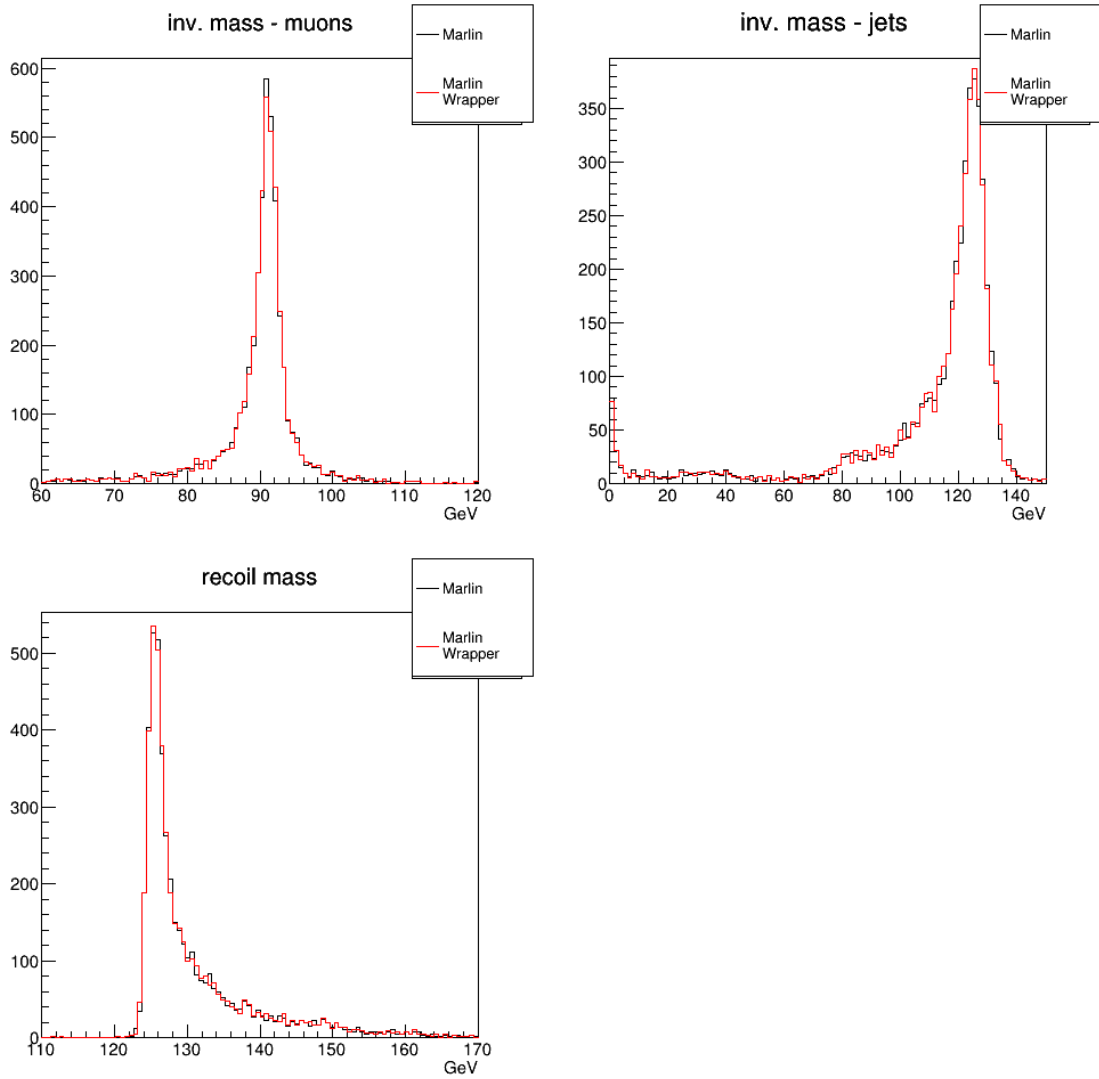 inv. mass - muons
Marlin
Marlin
Wrapper
600
500
400
300
200
100
0
60 70 80 90 100 110 120
GeV
inv. mass - jets
Marlin
Marlin
Wrapper
350
300
250
200
150
100
50
0
0 20 40 60 80 100 120 140
GeV
recoil mass
Marlin
Marlin
Wrapper
500
400
300
200
100
0
110 120 130 140 150 160 170
GeV